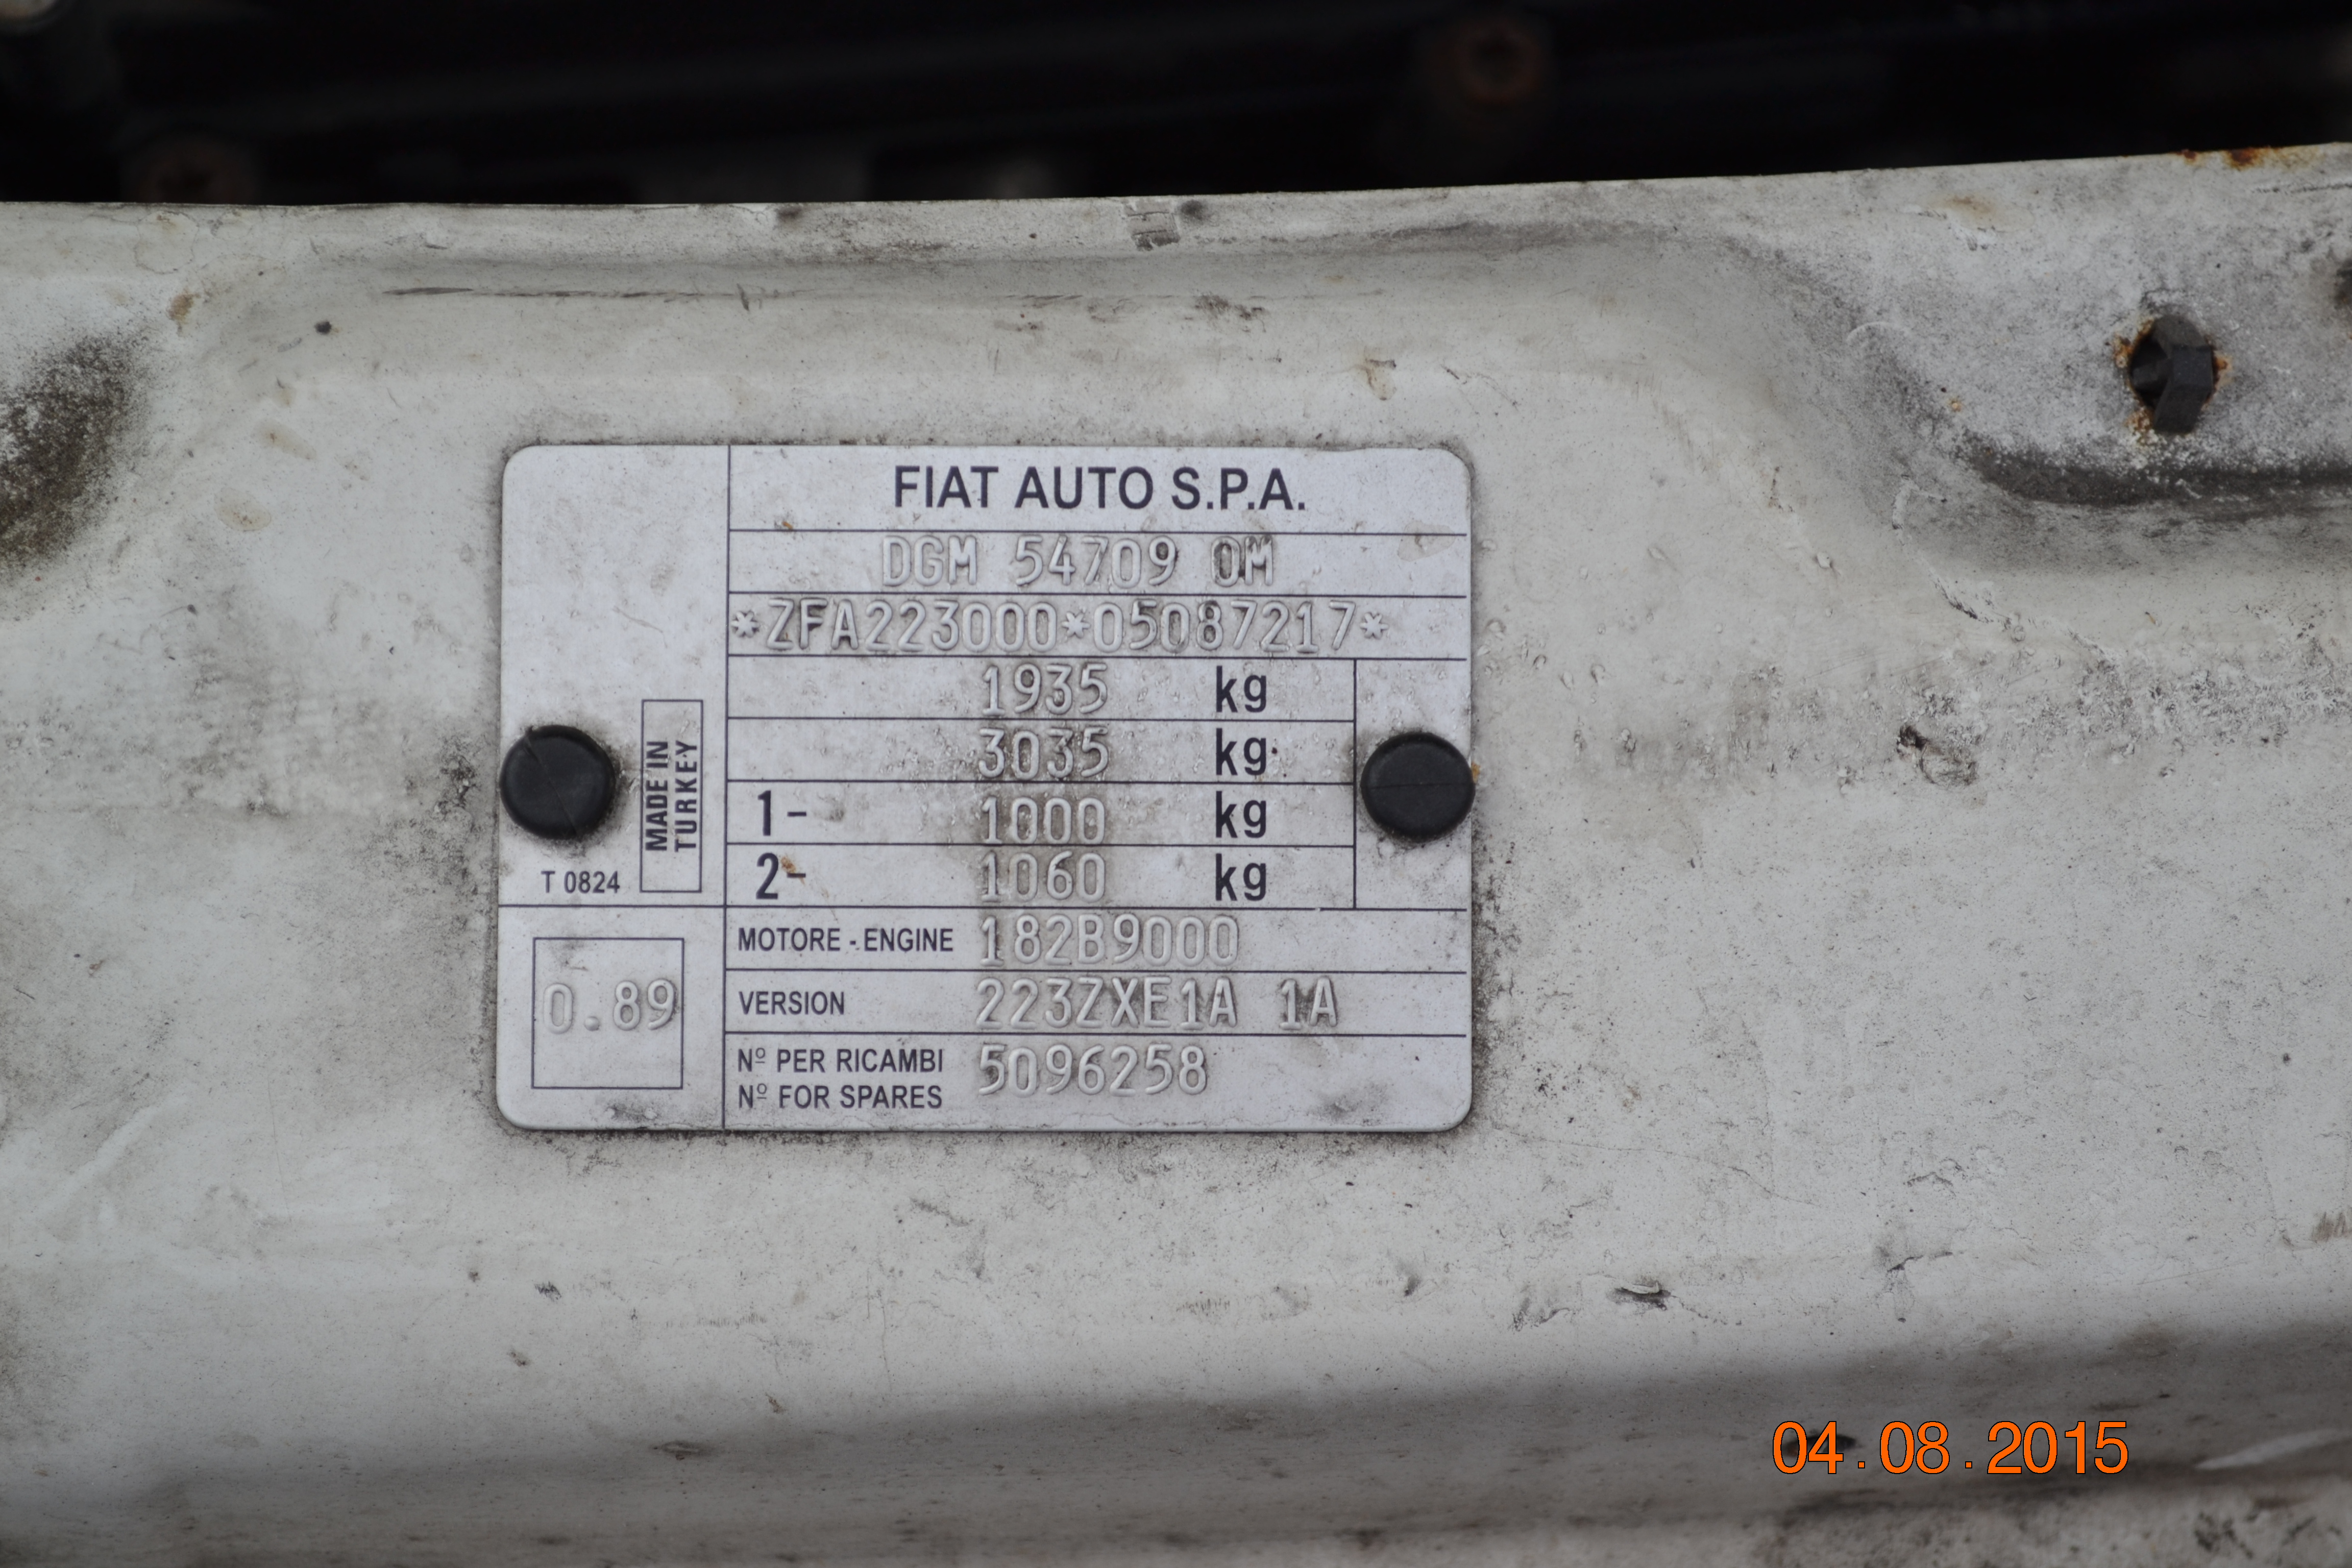 FIAT AUTO S.P.A.
DGM 54709 OM
*ZFA223000*05087217*
1935 kg
3035 kg
1- 1000 kg
2- 1060 kg
MADE IN
TURKEY
T 0824
0.89
MOTORE - ENGINE 182B9000
VERSION 223ZXE1A 1A
Nº PER RICAMBI
Nº FOR SPARES 5096258
04.08.2015